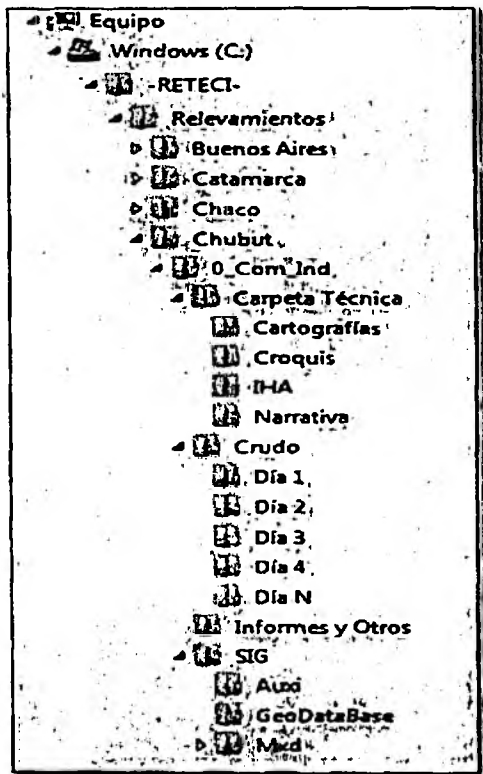 Equipo
Windows (C:)
-RETECI-
Relevamientos
Buenos Aires
Catamarca
Chaco
Chubut
0_Com_Ind
Carpeta Técnica
Cartografías
Croquis
IHA
Narrativa
Crudo
Día 1
Día 2
Día 3
Día 4
Día N
Informes y Otros
SIG
Auxi
GeoDataBase
Mxd